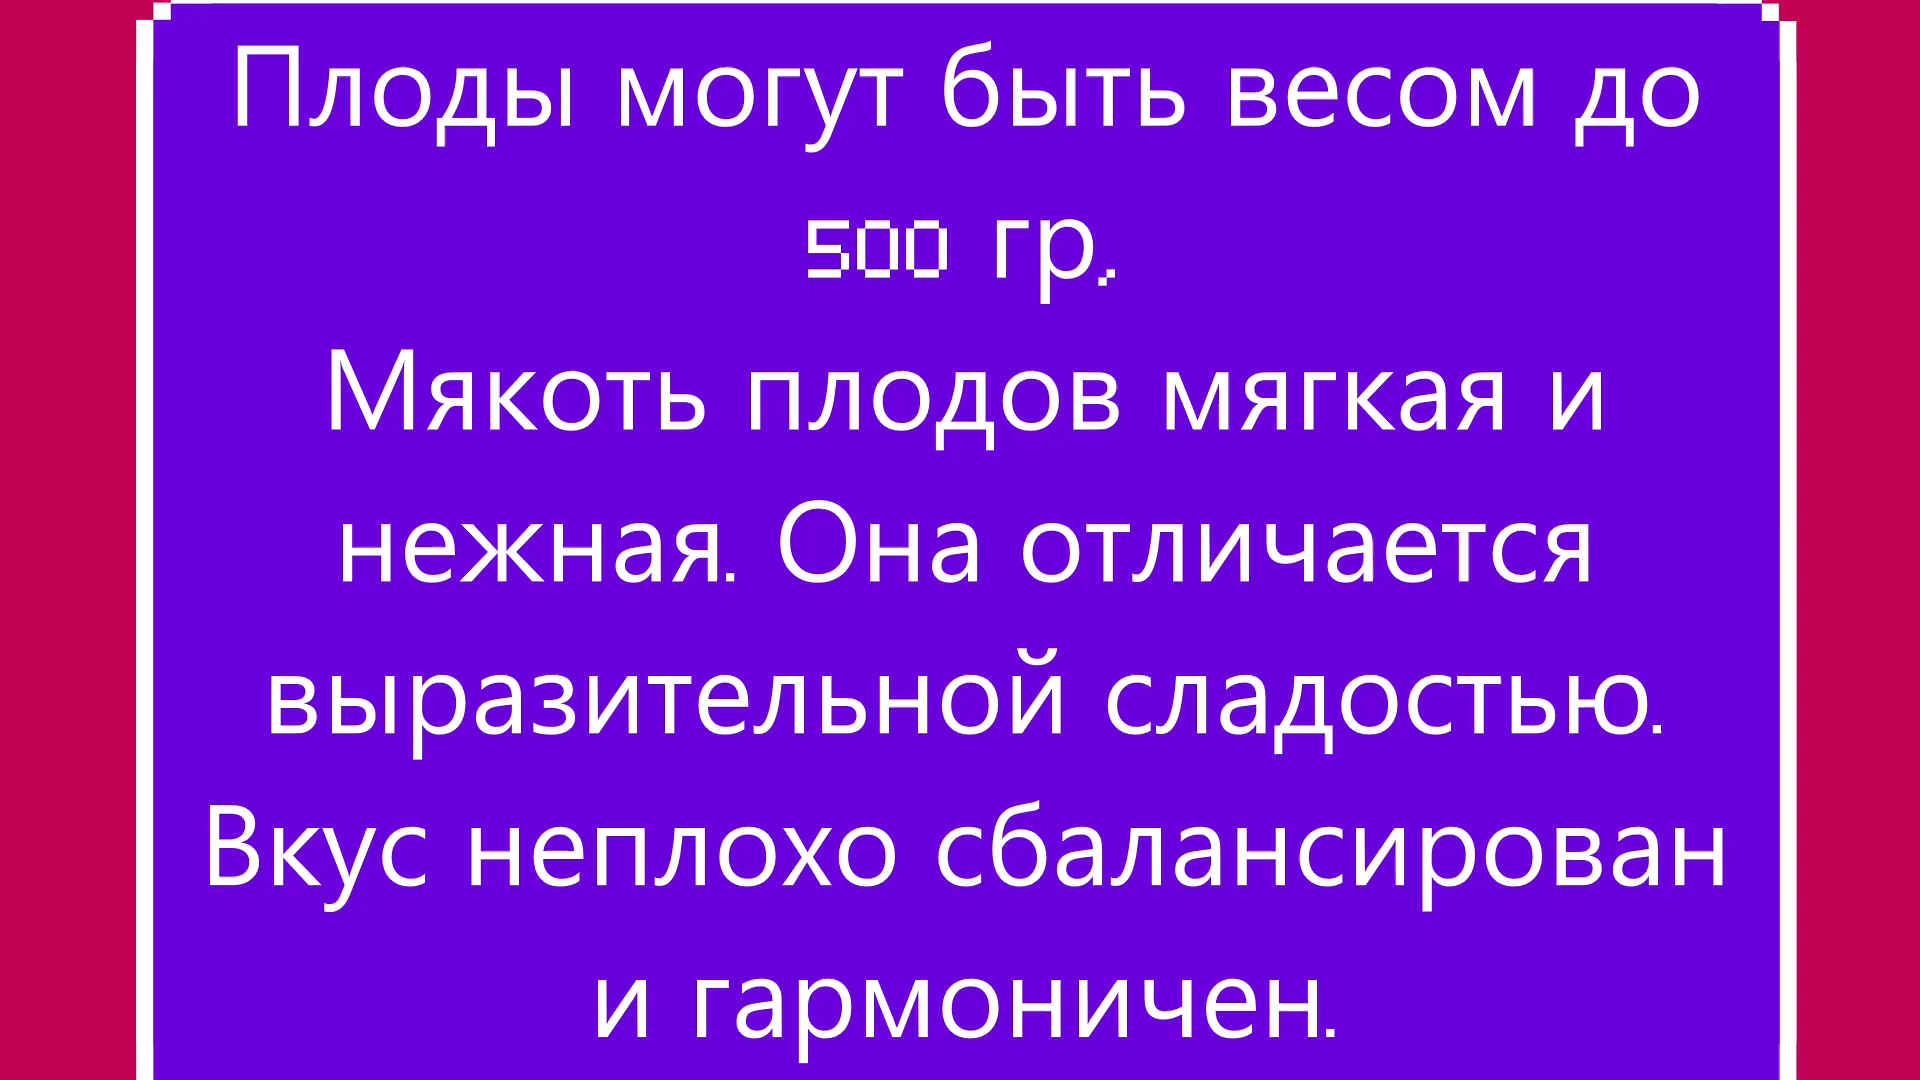 Плоды могут быть весом до
500 гр.
Мякоть плодов мягкая и
нежная. Она отличается
выразительной сладостью.
Вкус неплохо сбалансирован
и гармоничен.